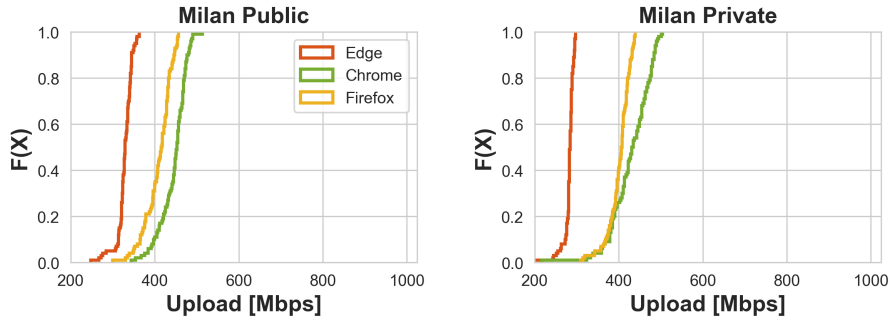 Milan Public
F(X)
1.0
0.8
0.6
0.4
0.2
0.0
Edge
Chrome
Firefox
200 400 600 800 1000
Upload [Mbps]
Milan Private
F(X)
1.0
0.8
0.6
0.4
0.2
0.0
200 400 600 800 1000
Upload [Mbps]